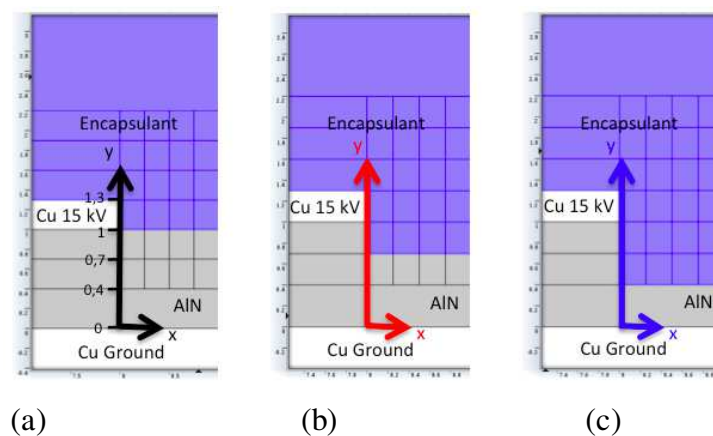 Encapsulant
y
1,3
Cu 15 kV
1
0,7
0,4
AlN
0
x
Cu Ground
(a)
Encapsulant
y
Cu 15 kV
AlN
x
Cu Ground
(b)
Encapsulant
y
Cu 15 kV
AlN
x
Cu Ground
(c)